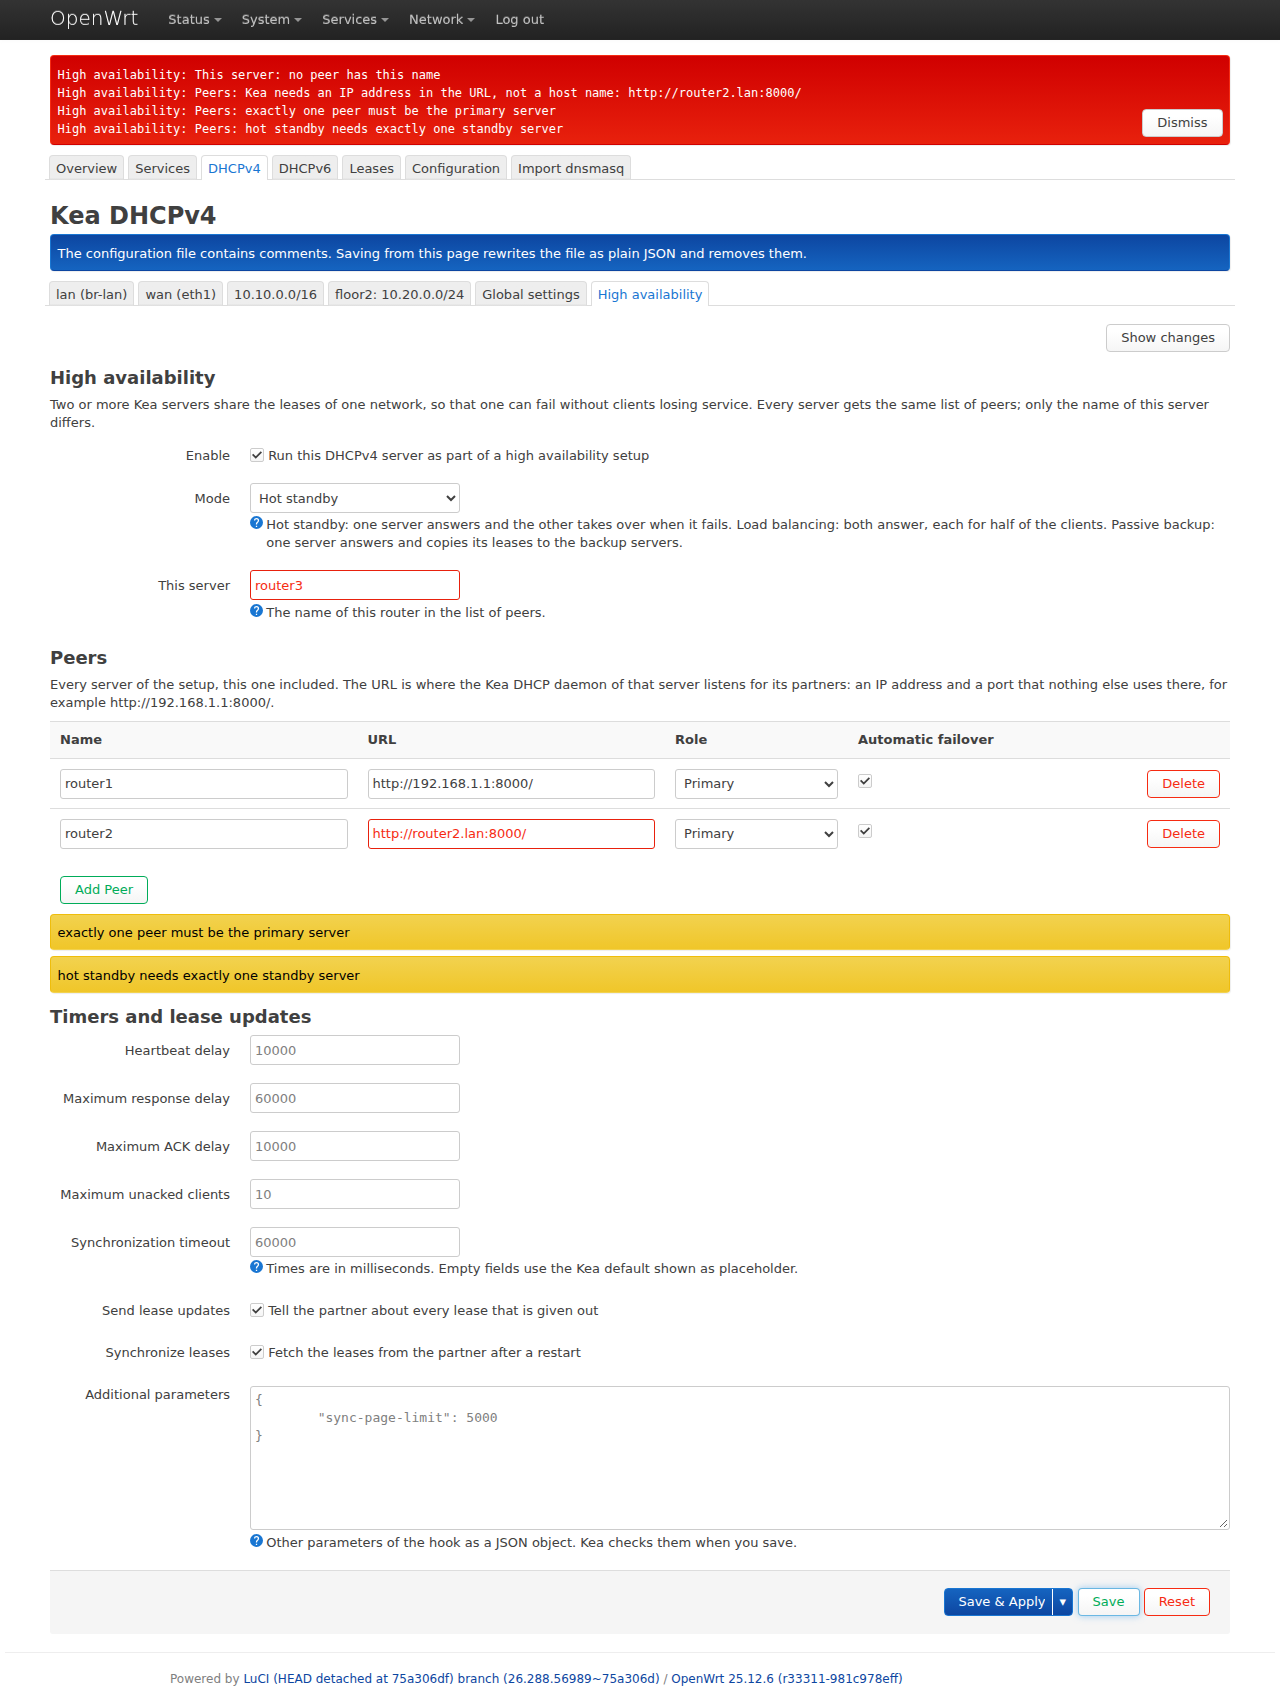 OpenWrt Status System Services Network Log out
High availability: This server: no peer has this name
High availability: Peers: Kea needs an IP address in the URL, not a host name: http://router2.lan:8000/
High availability: Peers: exactly one peer must be the primary server
High availability: Peers: hot standby needs exactly one standby server
Dismiss
Overview Services DHCPv4 DHCPv6 Leases Configuration Import dnsmasq
Kea DHCPv4
The configuration file contains comments. Saving from this page rewrites the file as plain JSON and removes them.
lan (br-lan) wan (eth1) 10.10.0.0/16 floor2: 10.20.0.0/24 Global settings High availability
Show changes
High availability
Two or more Kea servers share the leases of one network, so that one can fail without clients losing service. Every server gets the same list of peers; only the name of this server
differs.
Enable Run this DHCPv4 server as part of a high availability setup
Mode Hot standby
Hot standby: one server answers and the other takes over when it fails. Load balancing: both answer, each for half of the clients. Passive backup:
one server answers and copies its leases to the backup servers.
This server router3
The name of this router in the list of peers.
Peers
Every server of the setup, this one included. The URL is where the Kea DHCP daemon of that server listens for its partners: an IP address and a port that nothing else uses there, for
example http://192.168.1.1:8000/.
Name URL Role Automatic failover
router1 http://192.168.1.1:8000/ Primary Delete
router2 http://router2.lan:8000/ Primary Delete
Add Peer
exactly one peer must be the primary server
hot standby needs exactly one standby server
Timers and lease updates
Heartbeat delay 10000
Maximum response delay 60000
Maximum ACK delay 10000
Maximum unacked clients 10
Synchronization timeout 60000
Times are in milliseconds. Empty fields use the Kea default shown as placeholder.
Send lease updates Tell the partner about every lease that is given out
Synchronize leases Fetch the leases from the partner after a restart
Additional parameters {
"sync-page-limit": 5000
}
Other parameters of the hook as a JSON object. Kea checks them when you save.
Save & Apply ▾ Save Reset
Powered by LuCI (HEAD detached at 75a306df) branch (26.288.56989~75a306d) / OpenWrt 25.12.6 (r33311-981c978eff)